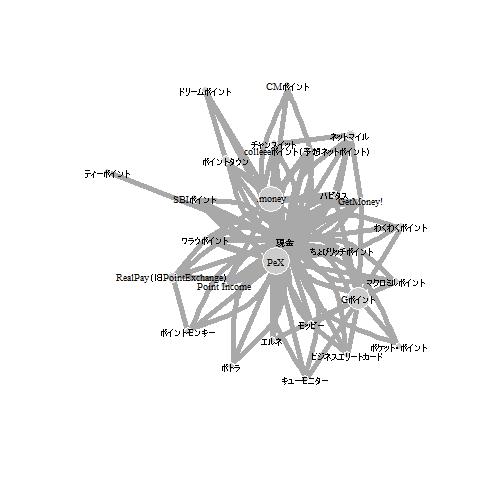 CMポイント
ドリームポイント
ネットマイル
チャンスイット
colleeeポイント(予ガネットポイント)
ポイントタウン
ティーポイント
SBIポイント
.money
ハピタス
GetMoney!
わくわくポイント
ワラウポイント
現金
ちょびリッチポイント
PeX
RealPay(旧PointExchange)
Point Income
マクロミルポイント
Gポイント
モッピー
ポイントモンキー
エルネ
ポケット・ポイント
ビジネスエリートカード
ポトラ
キューモニター